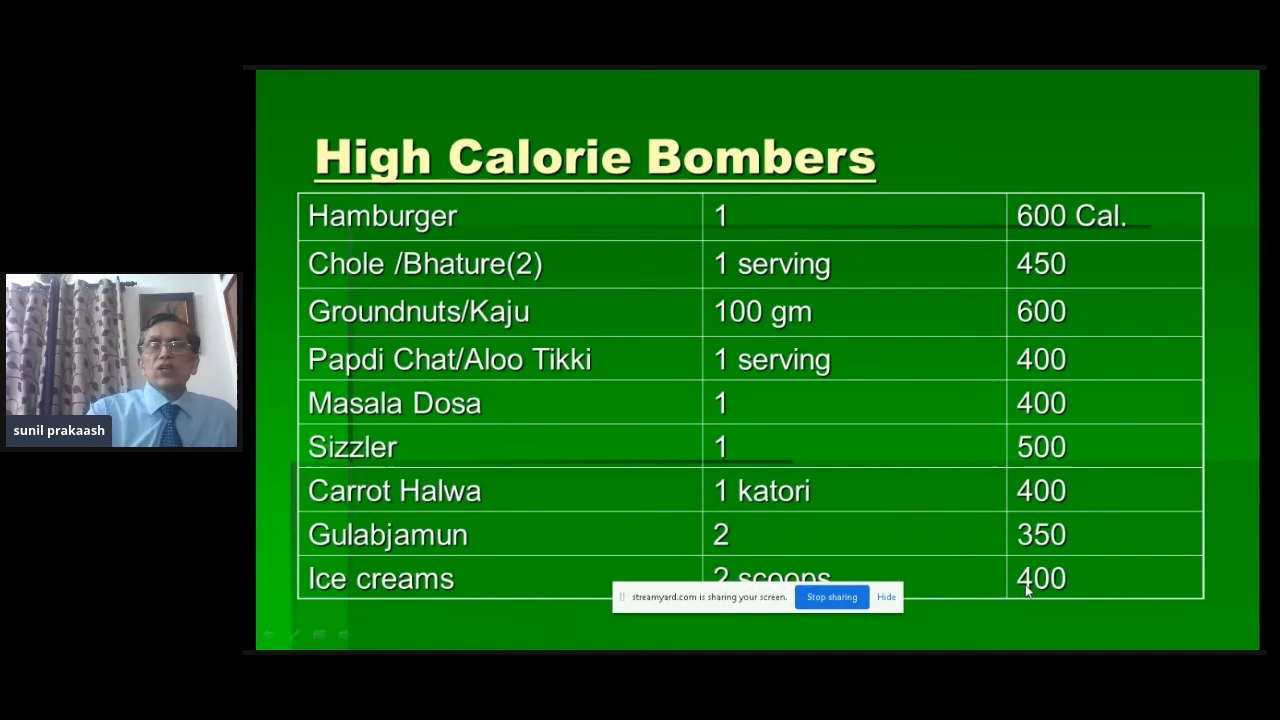 High Calorie Bombers
Hamburger 1 600 Cal.
Chole /Bhature(2) 1 serving 450
Groundnuts/Kaju 100 gm 600
Papdi Chat/Aloo Tikki 1 serving 400
Masala Dosa 1 400
Sizzler 1 500
Carrot Halwa 1 katori 400
Gulabjamun 2 350
Ice creams 2 scoops 400
streamyard.com is sharing your screen. Stop sharing Hide
sunil prakaash